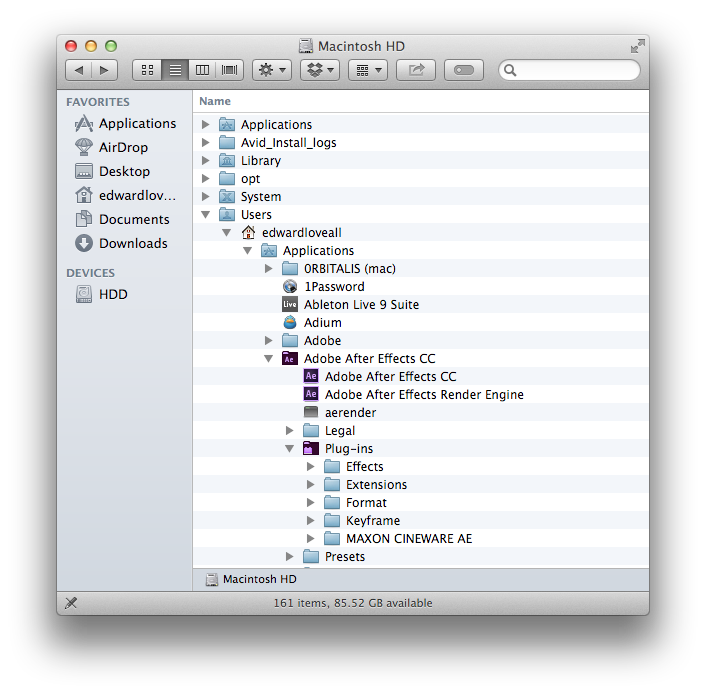 Macintosh HD
FAVORITES
Applications
AirDrop
Desktop
edwardlov...
Documents
Downloads
DEVICES
HDD
Name
Applications
Avid_Install_logs
Library
opt
System
Users
edwardloveall
Applications
0RBITALIS (mac)
1Password
Live Ableton Live 9 Suite
Adium
Adobe
Ae Adobe After Effects CC
Ae Adobe After Effects CC
Ae Adobe After Effects Render Engine
aerender
Legal
Plug-ins
Effects
Extensions
Format
Keyframe
MAXON CINEWARE AE
Presets
Macintosh HD
161 items, 85.52 GB available